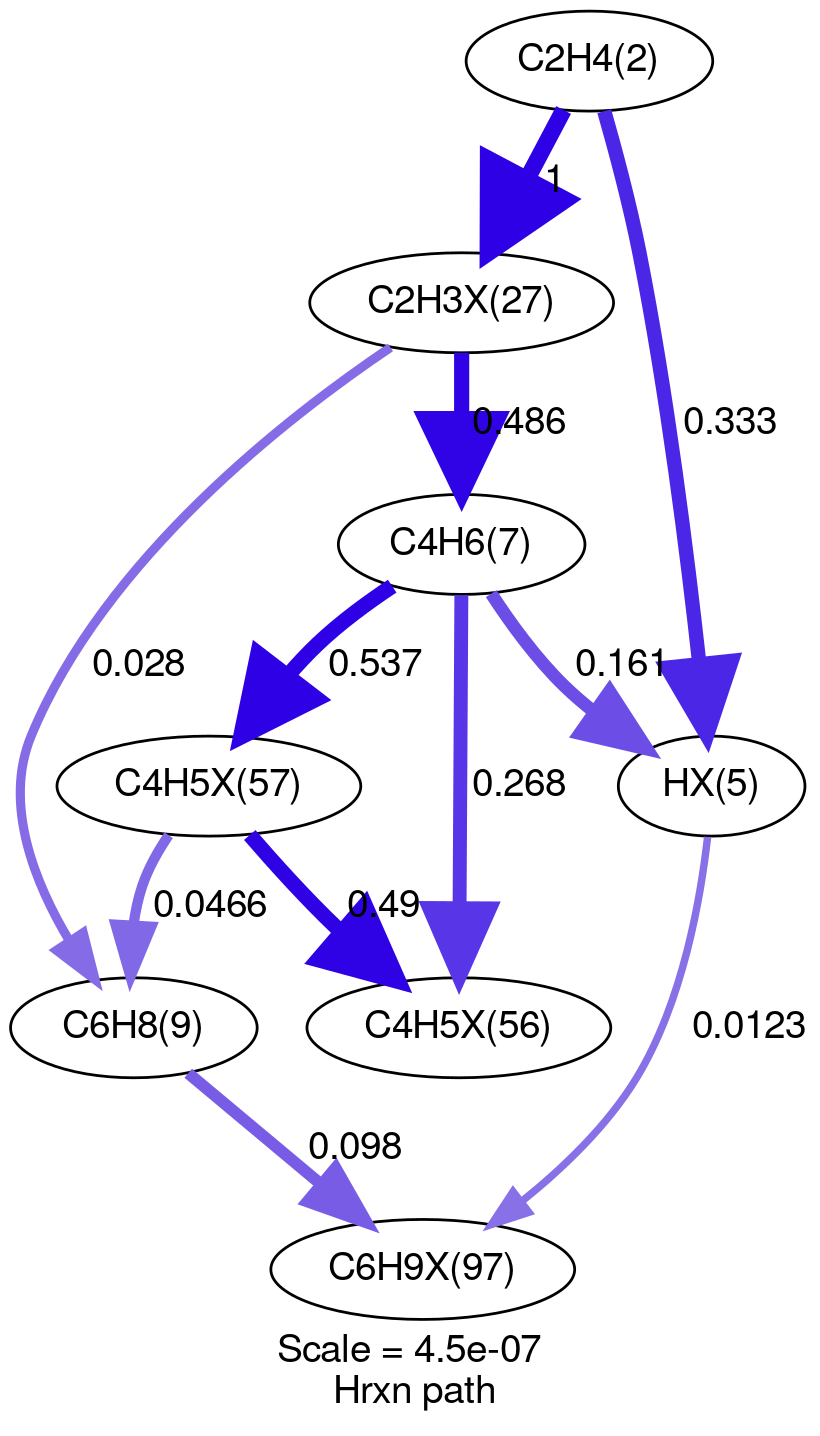 C2H4(2)
1
C2H3X(27)
0.486
0.333
C4H6(7)
0.028
0.537
0.161
C4H5X(57)
0.268
HX(5)
0.0466
0.49
C6H8(9)
C4H5X(56)
0.0123
0.098
C6H9X(97)
Scale = 4.5e-07
Hrxn path